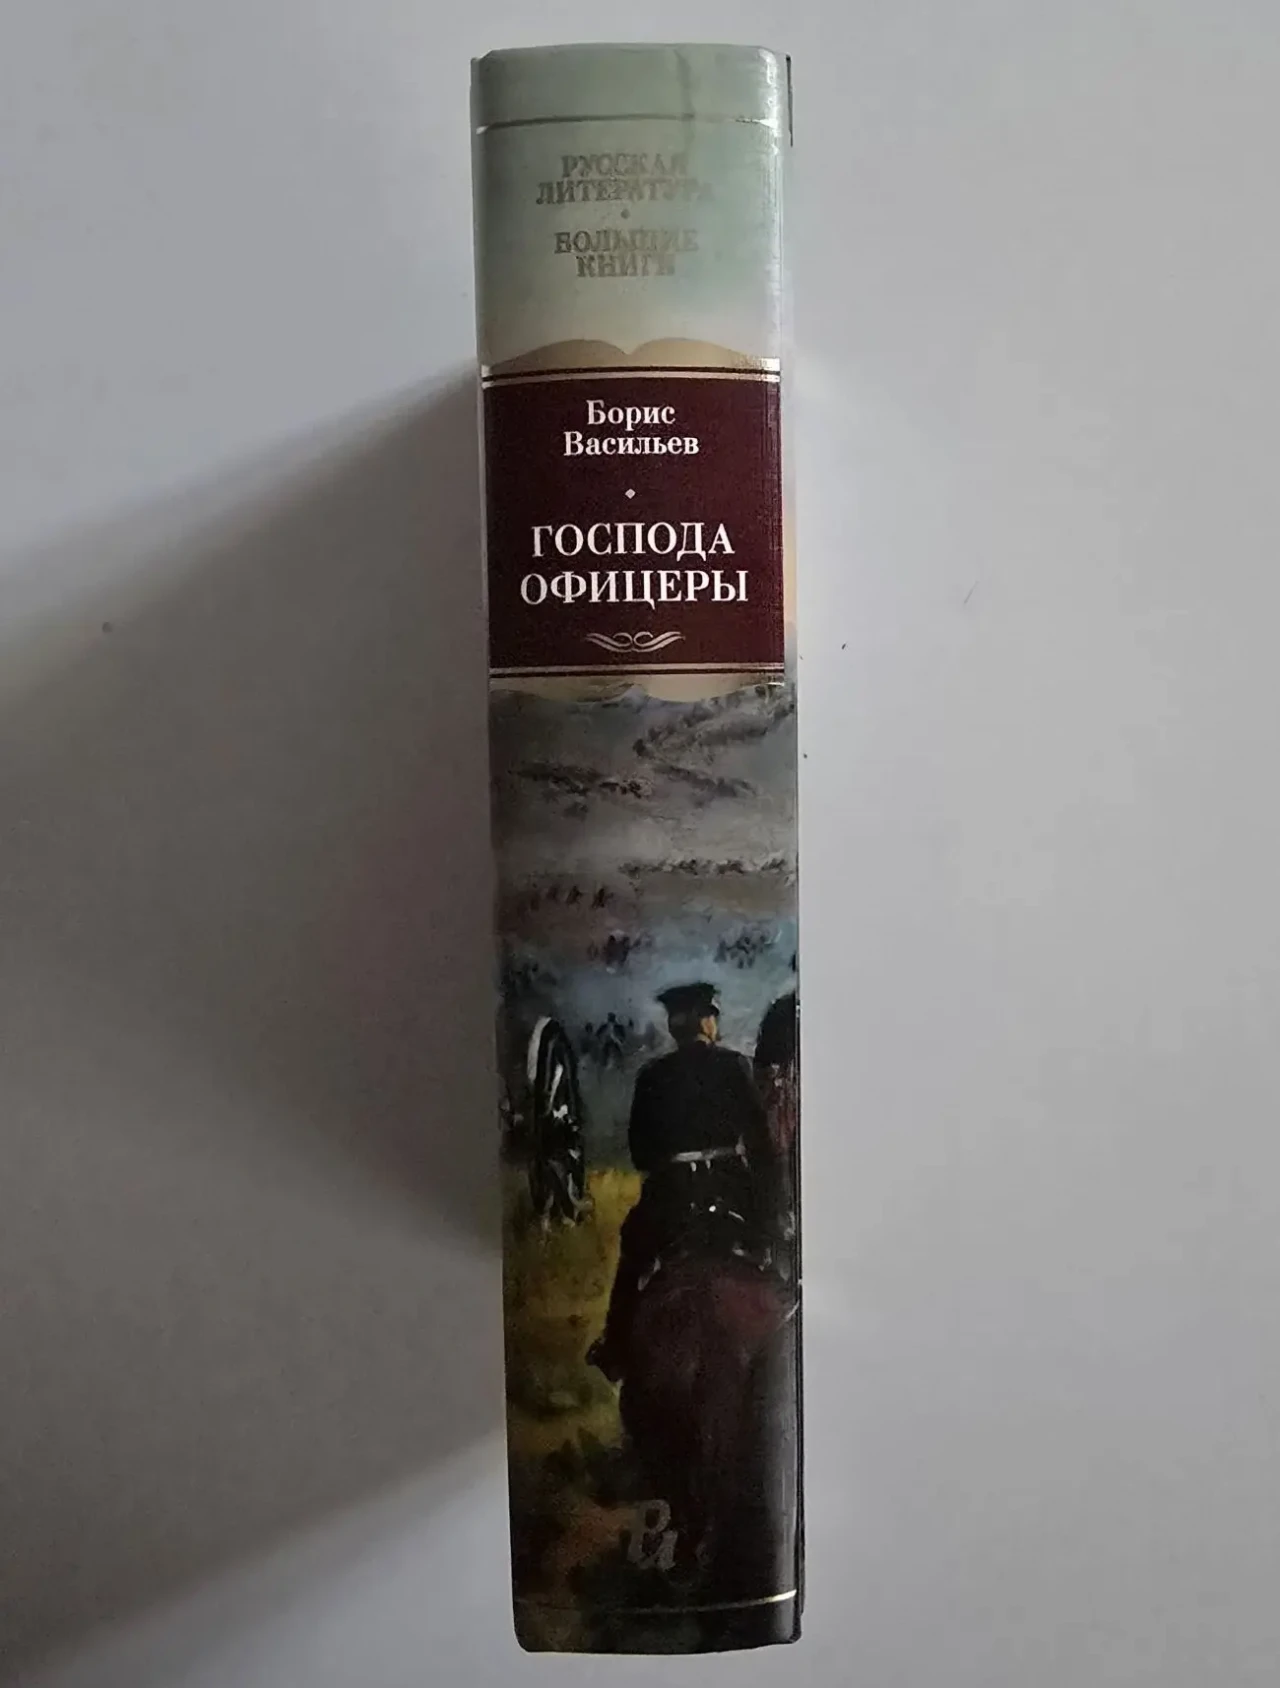 РУССКАЯ
ЛИТЕРАТУРА
БОЛЬШИЕ
КНИГИ
Борис
Васильев
ГОСПОДА
ОФИЦЕРЫ